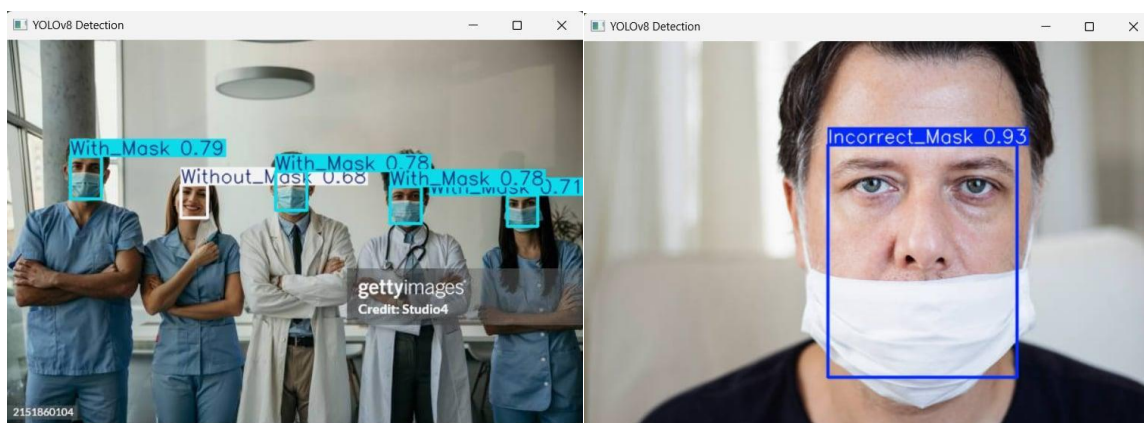 YOLOv8 Detection
With_Mask 0.79
Without_Mask 0.68
With_Mask 0.78
With_Mask 0.78
With_Mask 0.71
gettyimages
Credit: Studio4
2151860104
YOLOv8 Detection
Incorrect_Mask 0.93